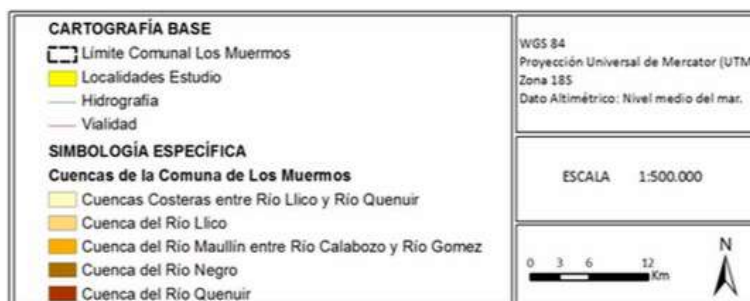 CARTOGRAFÍA BASE
Límite Comunal Los Muermos
Localidades Estudio
Hidrografía
Vialidad
SIMBOLOGÍA ESPECÍFICA
Cuencas de la Comuna de Los Muermos
Cuencas Costeras entre Río Llico y Río Quenuir
Cuenca del Río Llico
Cuenca del Río Maullín entre Río Calabozo y Río Gomez
Cuenca del Río Negro
Cuenca del Río Quenuir
WGS 84
Proyección Universal de Mercator (UTM
Zona 18S
Dato Altimétrico: Nivel medio del mar.
ESCALA 1:500.000
N
0 3 6 12
Km